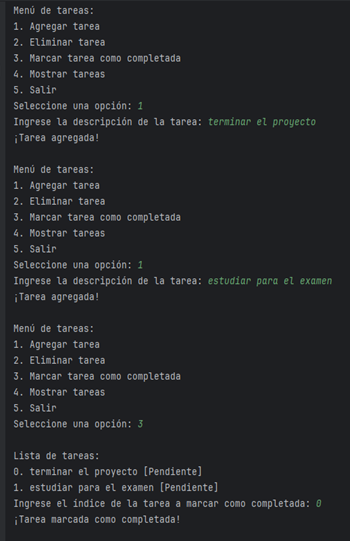 Menú de tareas:
1. Agregar tarea
2. Eliminar tarea
3. Marcar tarea como completada
4. Mostrar tareas
5. Salir
Seleccione una opción: 1
Ingrese la descripción de la tarea: terminar el proyecto
¡Tarea agregada!

Menú de tareas:
1. Agregar tarea
2. Eliminar tarea
3. Marcar tarea como completada
4. Mostrar tareas
5. Salir
Seleccione una opción: 1
Ingrese la descripción de la tarea: estudiar para el examen
¡Tarea agregada!

Menú de tareas:
1. Agregar tarea
2. Eliminar tarea
3. Marcar tarea como completada
4. Mostrar tareas
5. Salir
Seleccione una opción: 3

Lista de tareas:
0. terminar el proyecto [Pendiente]
1. estudiar para el examen [Pendiente]
Ingrese el índice de la tarea a marcar como completada: 0
¡Tarea marcada como completada!